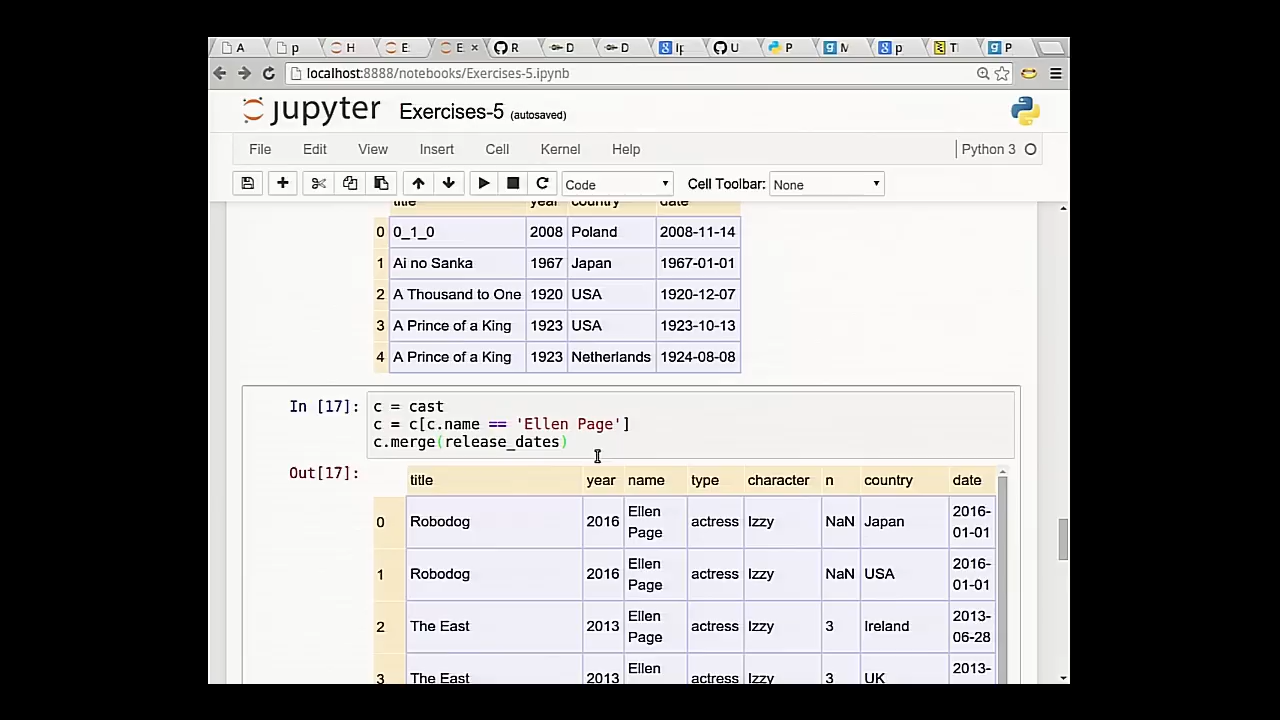 A p H E E R D D Ip U P M p T P
localhost:8888/notebooks/Exercises-5.ipynb
jupyter Exercises-5 (autosaved)
File Edit View Insert Cell Kernel Help Python 3
Code Cell Toolbar: None
title year country date
0 0_1_0 2008 Poland 2008-11-14
1 Ai no Sanka 1967 Japan 1967-01-01
2 A Thousand to One 1920 USA 1920-12-07
3 A Prince of a King 1923 USA 1923-10-13
4 A Prince of a King 1923 Netherlands 1924-08-08
In [17]: c = cast
c = c[c.name == 'Ellen Page']
c.merge(release_dates)
Out[17]:
title year name type character n country date
0 Robodog 2016 Ellen Page actress Izzy NaN Japan 2016-01-01
1 Robodog 2016 Ellen Page actress Izzy NaN USA 2016-01-01
2 The East 2013 Ellen Page actress Izzy 3 Ireland 2013-06-28
3 The East 2013 Ellen actress Izzy 3 UK 2013-